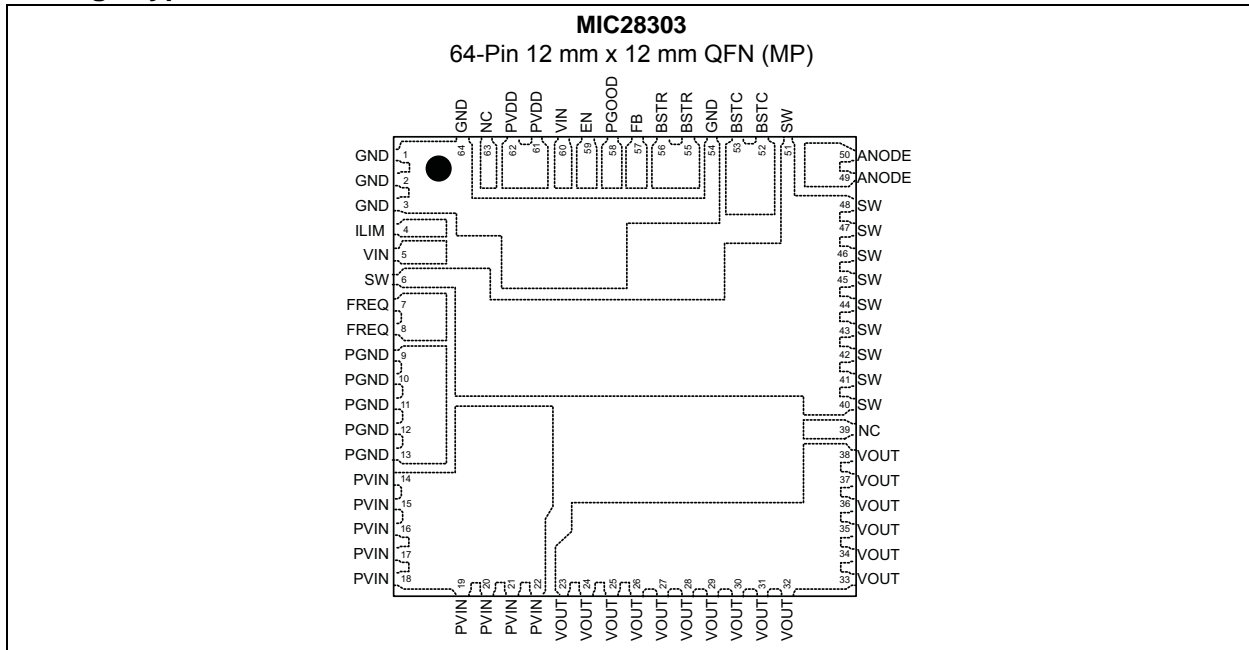 MIC28303
64-Pin 12 mm x 12 mm QFN (MP)
GND
NC
PVDD
PVDD
VIN
EN
PGOOD
FB
BSTR
BSTR
GND
BSTC
BSTC
SW
64
63
62
61
60
59
58
57
56
55
54
53
52
51
GND 1
GND 2
GND 3
ILIM 4
VIN 5
SW 6
FREQ 7
FREQ 8
PGND 9
PGND 10
PGND 11
PGND 12
PGND 13
PVIN 14
PVIN 15
PVIN 16
PVIN 17
PVIN 18
50 ANODE
49 ANODE
48 SW
47 SW
46 SW
45 SW
44 SW
43 SW
42 SW
41 SW
40 SW
39 NC
38 VOUT
37 VOUT
36 VOUT
35 VOUT
34 VOUT
33 VOUT
19
20
21
22
23
24
25
26
27
28
29
30
31
32
PVIN
PVIN
PVIN
PVIN
VOUT
VOUT
VOUT
VOUT
VOUT
VOUT
VOUT
VOUT
VOUT
VOUT